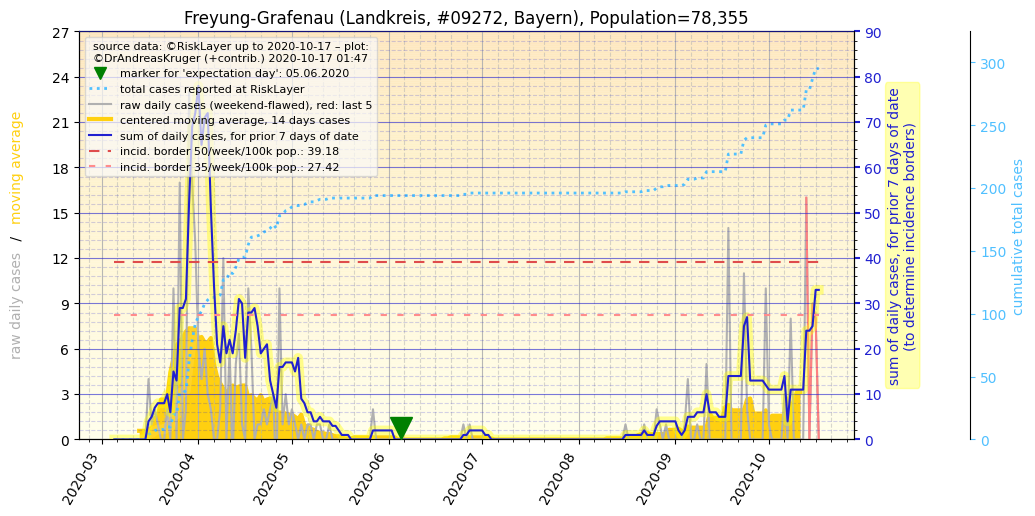 Freyung-Grafenau (Landkreis, #09272, Bayern), Population=78,355
source data: ©RiskLayer up to 2020-10-17 – plot:
©DrAndreasKruger (+contrib.) 2020-10-17 01:47
marker for 'expectation day': 05.06.2020
total cases reported at RiskLayer
raw daily cases (weekend-flawed), red: last 5
centered moving average, 14 days cases
sum of daily cases, for prior 7 days of date
incid. border 50/week/100k pop.: 39.18
incid. border 35/week/100k pop.: 27.42
raw daily cases / moving average
27
24
21
18
15
12
9
6
3
0
2020-03
2020-04
2020-05
2020-06
2020-07
2020-08
2020-09
2020-10
90
80
70
60
50
40
30
20
10
0
sum of daily cases, for prior 7 days of date
(to determine incidence borders)
300
250
200
150
100
50
0
cumulative total cases